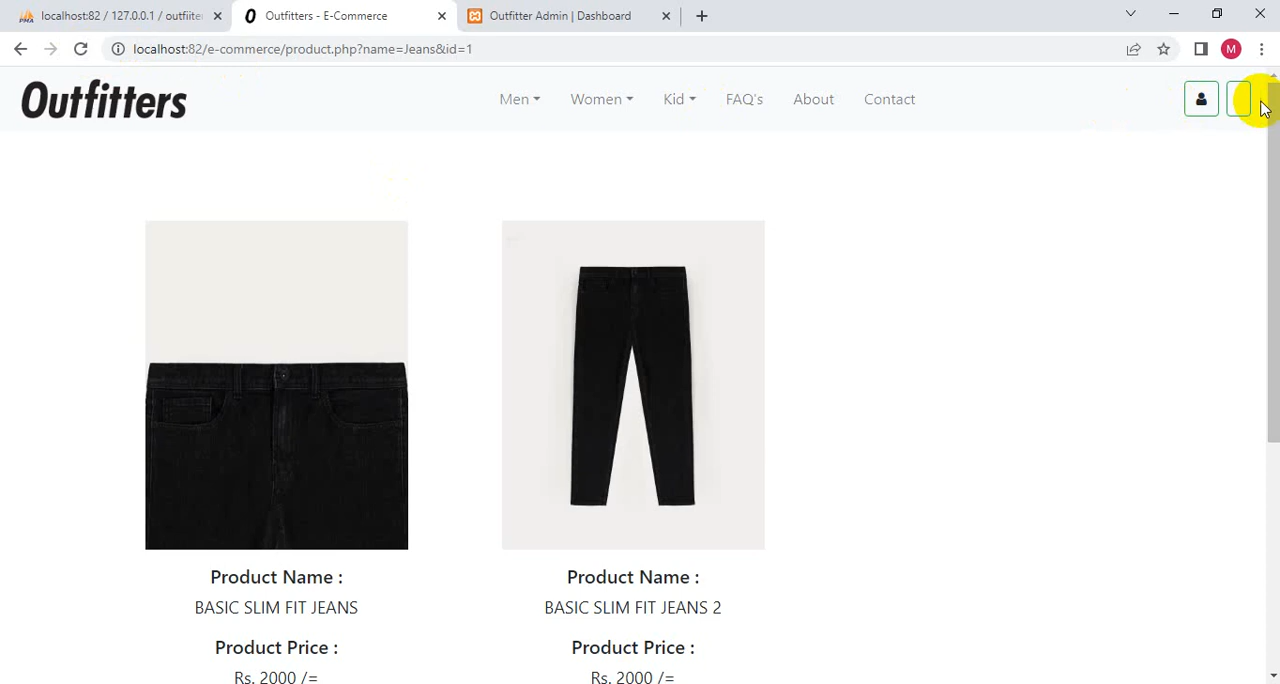 localhost:82 / 127.0.0.1 / outfiiter
Outfitters - E-Commerce
Outfitter Admin | Dashboard
localhost:82/e-commerce/product.php?name=Jeans&id=1
M
Outfitters
Men
Women
Kid
FAQ's
About
Contact
Product Name :
BASIC SLIM FIT JEANS
Product Price :
Rs. 2000 /=
Product Name :
BASIC SLIM FIT JEANS 2
Product Price :
Rs. 2000 /=